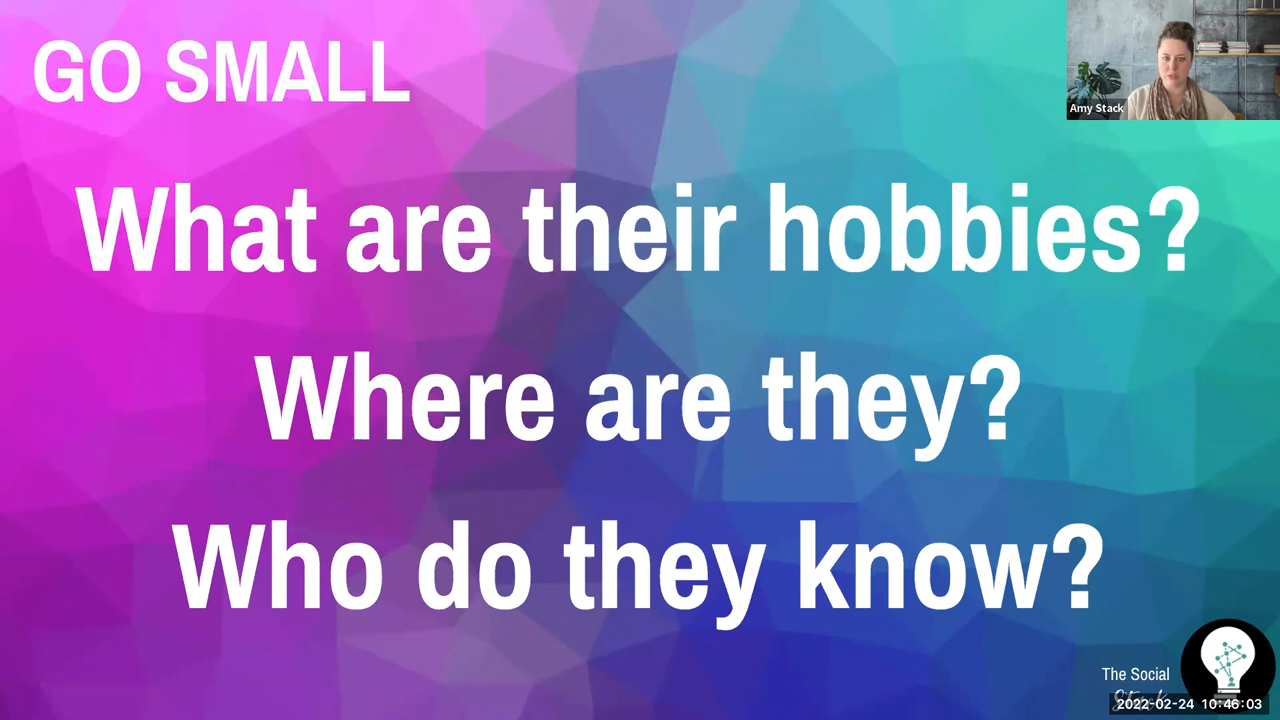 GO SMALL
Amy Stack
What are their hobbies?
Where are they?
Who do they know?
The Social
2022-02-24 10:46:03